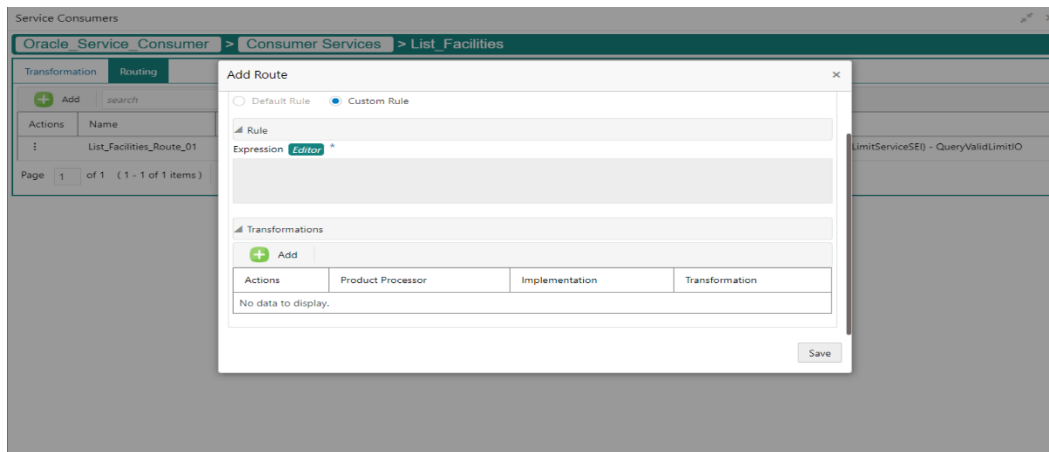 Service Consumers
Oracle_Service_Consumer > Consumer Services > List_Facilities
Transformation Routing
Add search
Actions Name
List_Facilities_Route_01
LimitServiceSEI) - QueryValidLimitIO
Page 1 of 1 ( 1 - 1 of 1 items )
Add Route
Default Rule Custom Rule
Rule
Expression Editor *
Transformations
Add
Actions Product Processor Implementation Transformation
No data to display.
Save